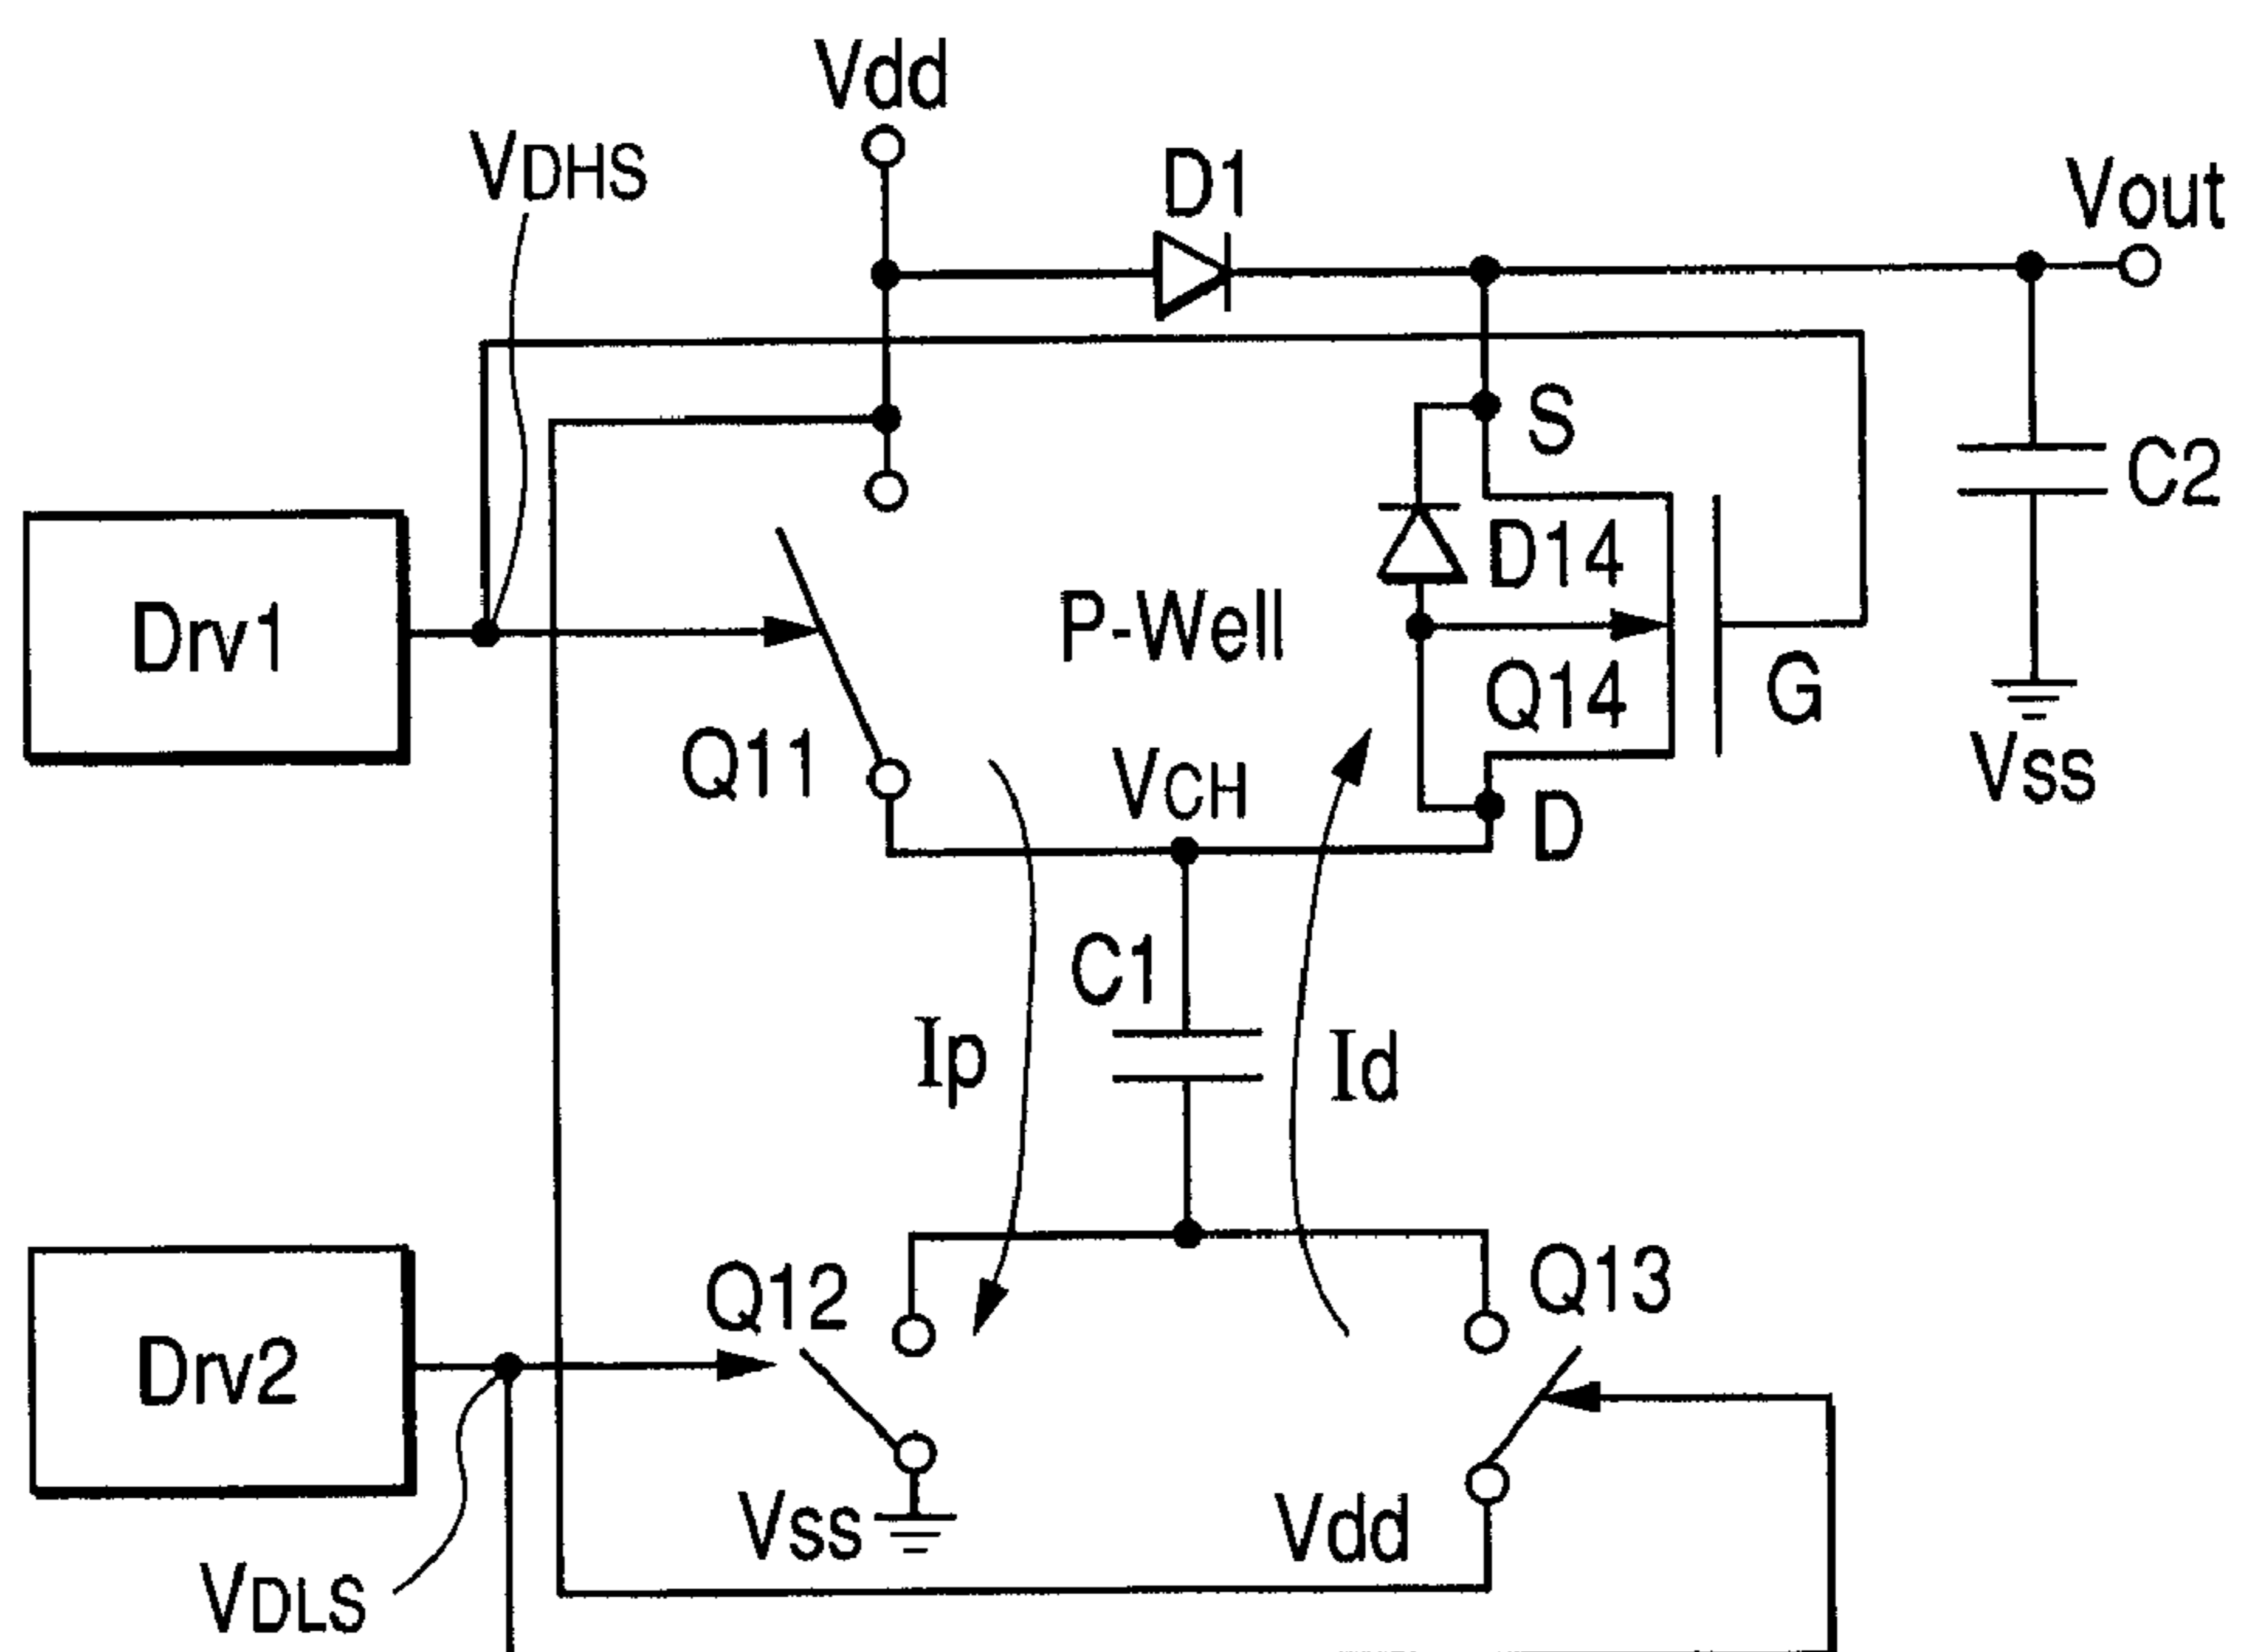 Vdd
VDHS
D1
Vout
S
C2
D14
Drv1
P-Well
Q14
G
Q11
VCH
Vss
D
C1
Ip
Id
Q12
Q13
Drv2
Vss
Vdd
VDLS